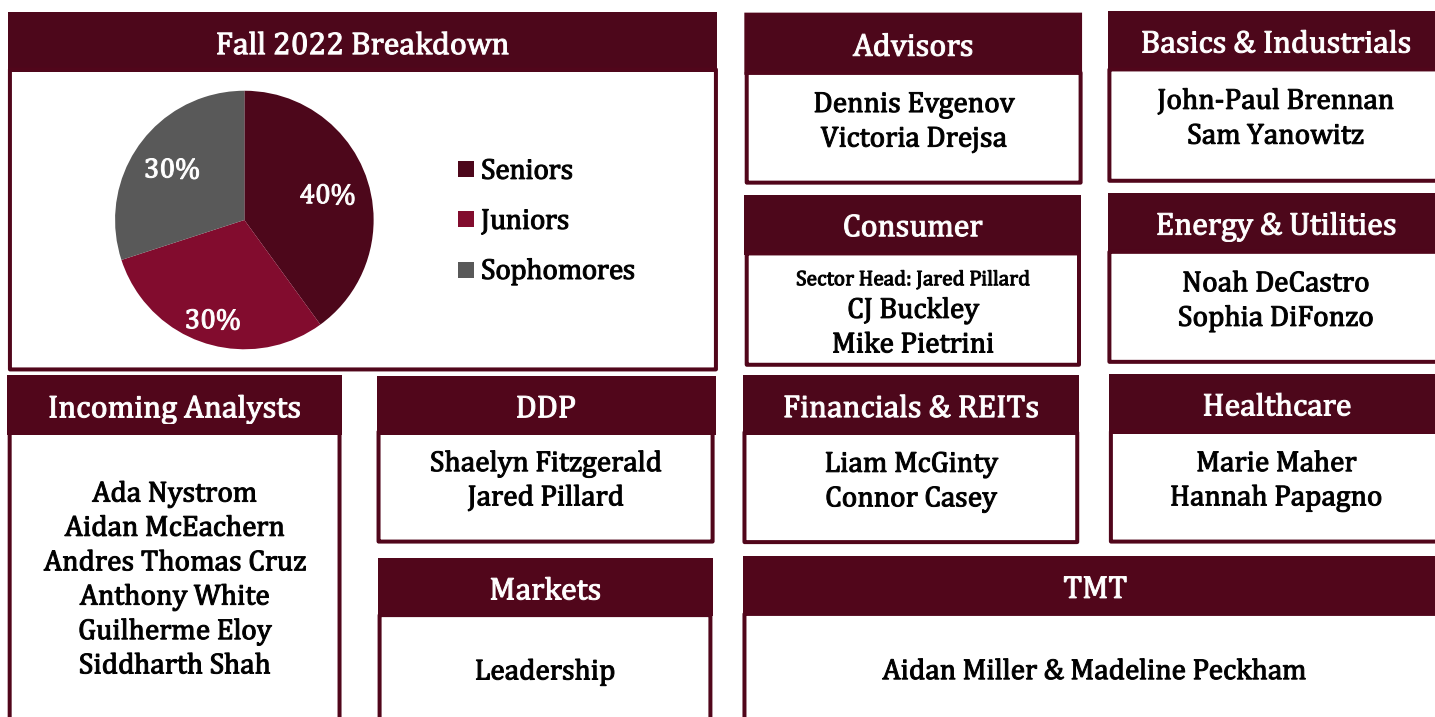 Fall 2022 Breakdown
30%
40%
30%
Seniors
Juniors
Sophomores
Advisors
Dennis Evgenov
Victoria Drejsa
Basics & Industrials
John-Paul Brennan
Sam Yanowitz
Consumer
Sector Head: Jared Pillard
CJ Buckley
Mike Pietrini
Energy & Utilities
Noah DeCastro
Sophia DiFonzo
Incoming Analysts
Ada Nystrom
Aidan McEachern
Andres Thomas Cruz
Anthony White
Guilherme Eloy
Siddharth Shah
DDP
Shaelyn Fitzgerald
Jared Pillard
Financials & REITs
Liam McGinty
Connor Casey
Healthcare
Marie Maher
Hannah Papagno
Markets
Leadership
TMT
Aidan Miller & Madeline Peckham